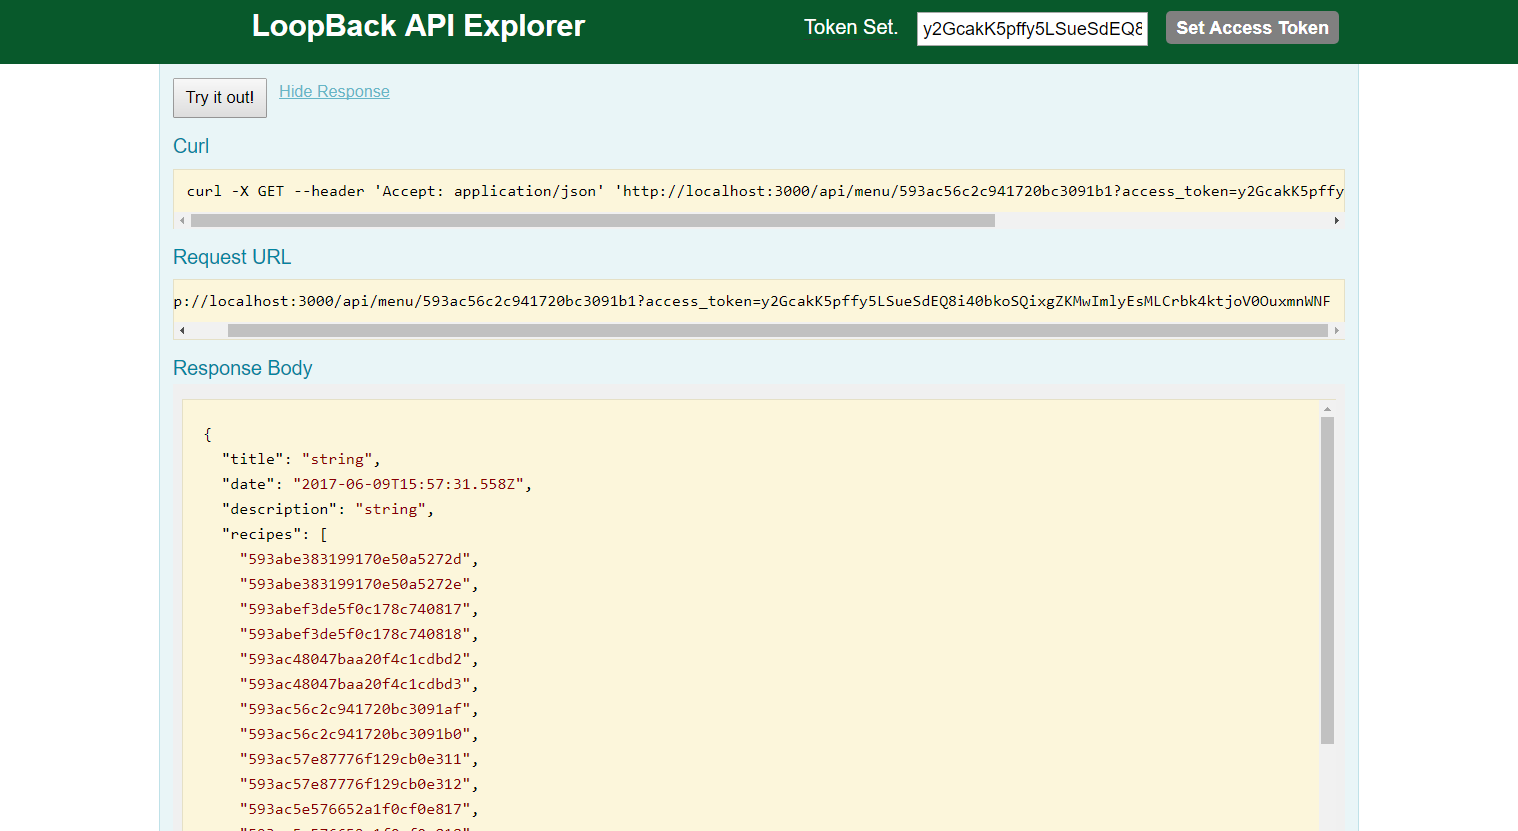 LoopBack API Explorer
Token Set.
y2GcakK5pffy5LSueSdEQ8
Set Access Token
Try it out!
Hide Response
Curl
curl -X GET --header 'Accept: application/json' 'http://localhost:3000/api/menu/593ac56c2c941720bc3091b1?access_token=y2GcakK5pffy
Request URL
p://localhost:3000/api/menu/593ac56c2c941720bc3091b1?access_token=y2GcakK5pffy5LSueSdEQ8i40bkoSQixgZKMwImlyEsMLCrbk4ktjoV0OuxmnWNF
Response Body
{
"title": "string",
"date": "2017-06-09T15:57:31.558Z",
"description": "string",
"recipes": [
"593abe383199170e50a5272d",
"593abe383199170e50a5272e",
"593abef3de5f0c178c740817",
"593abef3de5f0c178c740818",
"593ac48047baa20f4c1cdbd2",
"593ac48047baa20f4c1cdbd3",
"593ac56c2c941720bc3091af",
"593ac56c2c941720bc3091b0",
"593ac57e87776f129cb0e311",
"593ac57e87776f129cb0e312",
"593ac5e576652a1f0cf0e817",